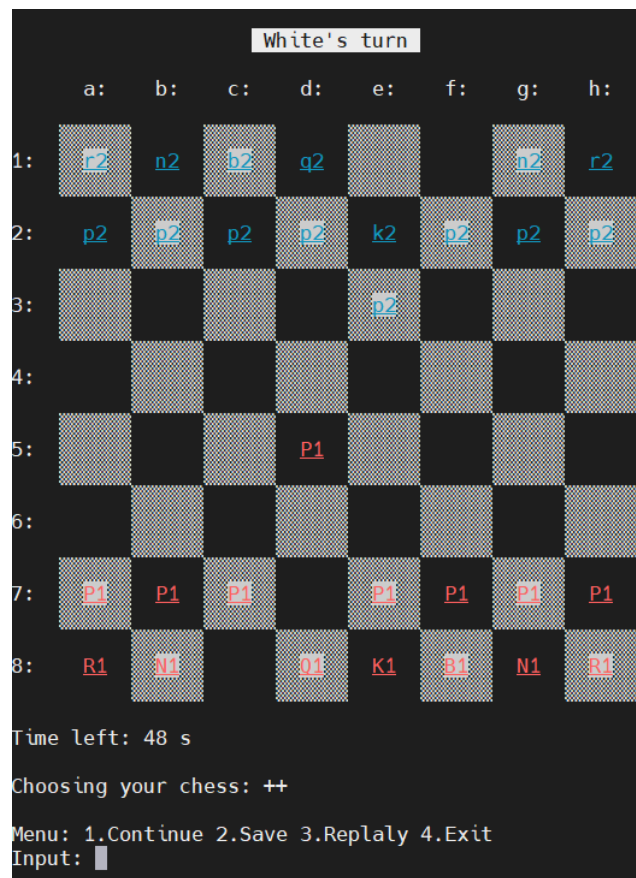 White's turn
a: b: c: d: e: f: g: h:
1: r2 n2 b2 q2 n2 r2
2: p2 p2 p2 p2 k2 p2 p2 p2
3: p2
4:
5: P1
6:
7: P1 P1 P1 P1 P1 P1 P1
8: R1 N1 Q1 K1 B1 N1 R1
Time left: 48 s
Choosing your chess: ++
Menu: 1.Continue 2.Save 3.Replaly 4.Exit
Input: